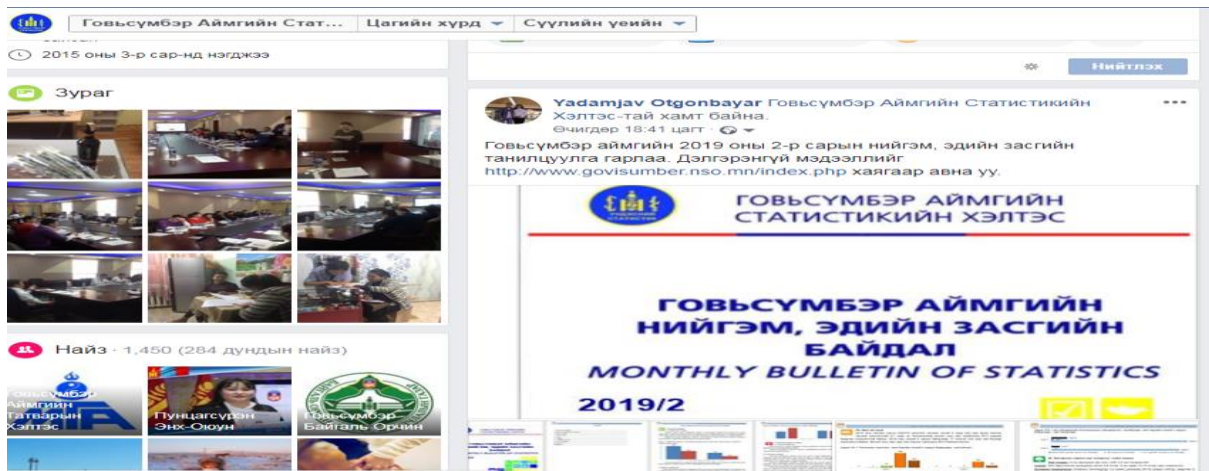 Говьсүмбэр Аймгийн Стат... Цагийн хүрд Сүүлийн үеийн
2015 оны 3-р сар-нд нэгджээ
Зураг
Найз · 1,450 (284 дундын найз)
Говьсүмбэр
Аймгийн
Татварын
Хэлтэс
Пунцагсүрэн
Энх-Оюун
Говьсүмбэр
Байгаль Орчин
Нийтлэх
Yadamjav Otgonbayar Говьсүмбэр Аймгийн Статистикийн
Хэлтэс-тай хамт байна.
Өчигдөр 18:41 цагт ·
Говьсүмбэр аймгийн 2019 оны 2-р сарын нийгэм, эдийн засгийн
танилцуулга гарлаа. Дэлгэрэнгүй мэдээллийг
http://www.govisumber.nso.mn/index.php хаягаар авна уу.
ГОВЬСҮМБЭР АЙМГИЙН
СТАТИСТИКИЙН ХЭЛТЭС
ГОВЬСҮМБЭР АЙМГИЙН
НИЙГЭМ, ЭДИЙН ЗАСГИЙН
БАЙДАЛ
MONTHLY BULLETIN OF STATISTICS
2019/2